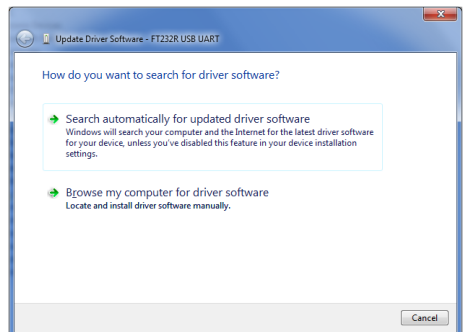 Update Driver Software - FT232R USB UART
How do you want to search for driver software?
Search automatically for updated driver software
Windows will search your computer and the Internet for the latest driver software
for your device, unless you've disabled this feature in your device installation
settings.
Browse my computer for driver software
Locate and install driver software manually.
Cancel